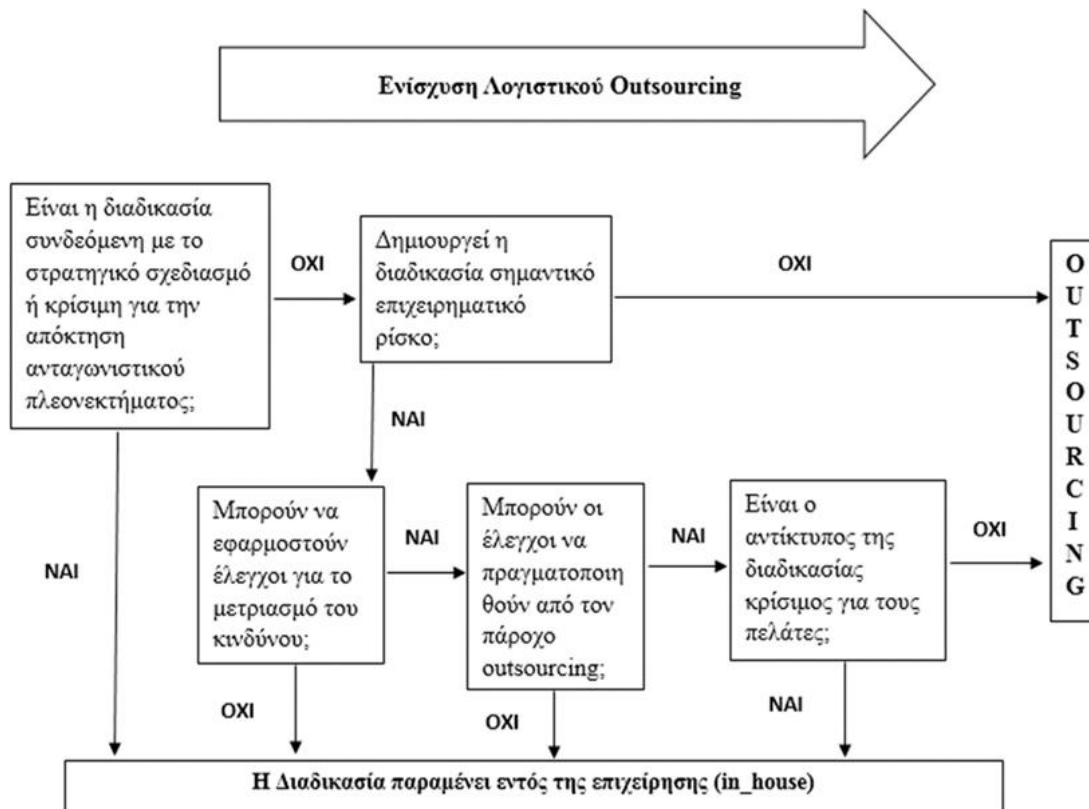 Ενίσχυση Λογιστικού Outsourcing
Είναι η διαδικασία
συνδεόμενη με το
στρατηγικό σχεδιασμό
ή κρίσιμη για την
απόκτηση
ανταγωνιστικού
πλεονεκτήματος;
ΟΧΙ
Δημιουργεί η
διαδικασία σημαντικό
επιχειρηματικό
ρίσκο;
ΟΧΙ
O
U
T
S
O
U
R
C
I
N
G
ΝΑΙ
ΝΑΙ
Μπορούν να
εφαρμοστούν
έλεγχοι για το
μετριασμό του
κινδύνου;
ΝΑΙ
Μπορούν οι
έλεγχοι να
πραγματοποιη
θούν από τον
πάροχο
outsourcing;
ΝΑΙ
Είναι ο
αντίκτυπος της
διαδικασίας
κρίσιμος για τους
πελάτες;
ΟΧΙ
ΟΧΙ
ΟΧΙ
ΝΑΙ
Η Διαδικασία παραμένει εντός της επιχείρησης (in_house)